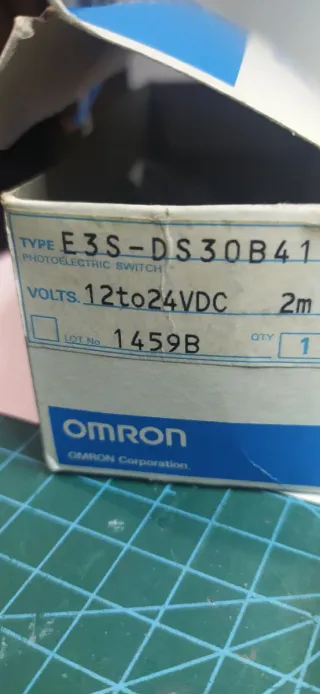 TYPE E3S-DS30B41
PHOTOELECTRIC SWITCH
VOLTS. 12to24VDC 2m
LOT No. 1459B QTY 1
OMRON
OMRON Corporation.